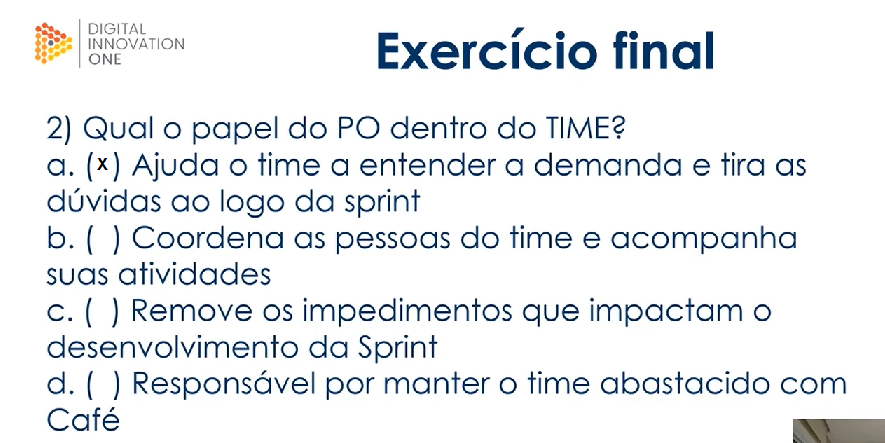 DIGITAL
INNOVATION
ONE
Exercício final
2) Qual o papel do PO dentro do TIME?
a. (x) Ajuda o time a entender a demanda e tira as
dúvidas ao logo da sprint
b. ( ) Coordena as pessoas do time e acompanha
suas atividades
c. ( ) Remove os impedimentos que impactam o
desenvolvimento da Sprint
d. ( ) Responsável por manter o time abastacido com
Café